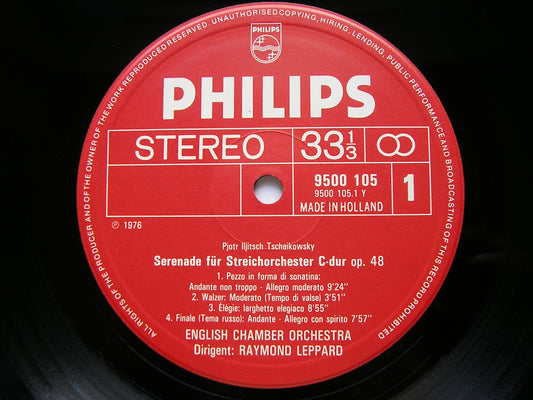 ALL RIGHTS OF THE PRODUCER AND OF THE OWNER OF THE WORK REPRODUCED RESERVED. UNAUTHORISED COPYING, HIRING, LENDING, PUBLIC PERFORMANCE AND BROADCASTING OF THIS RECORD PROHIBITED
PHILIPS
PHILIPS
STEREO 33 1/3
9500 105
9500 105.1 Y
MADE IN HOLLAND
1
℗ 1976
Pjotr Iljitsch Tschaikowsky
Serenade für Streichorchester C-dur op. 48
1. Pezzo in forma di sonatina:
Andante non troppo - Allegro moderato 9'24"
2. Walzer: Moderato (Tempo di valse) 3'51"
3. Élégie: larghetto elegiaco 8'55"
4. Finale (Tema russo): Andante - Allegro con spirito 7'57"
ENGLISH CHAMBER ORCHESTRA
Dirigent: RAYMOND LEPPARD